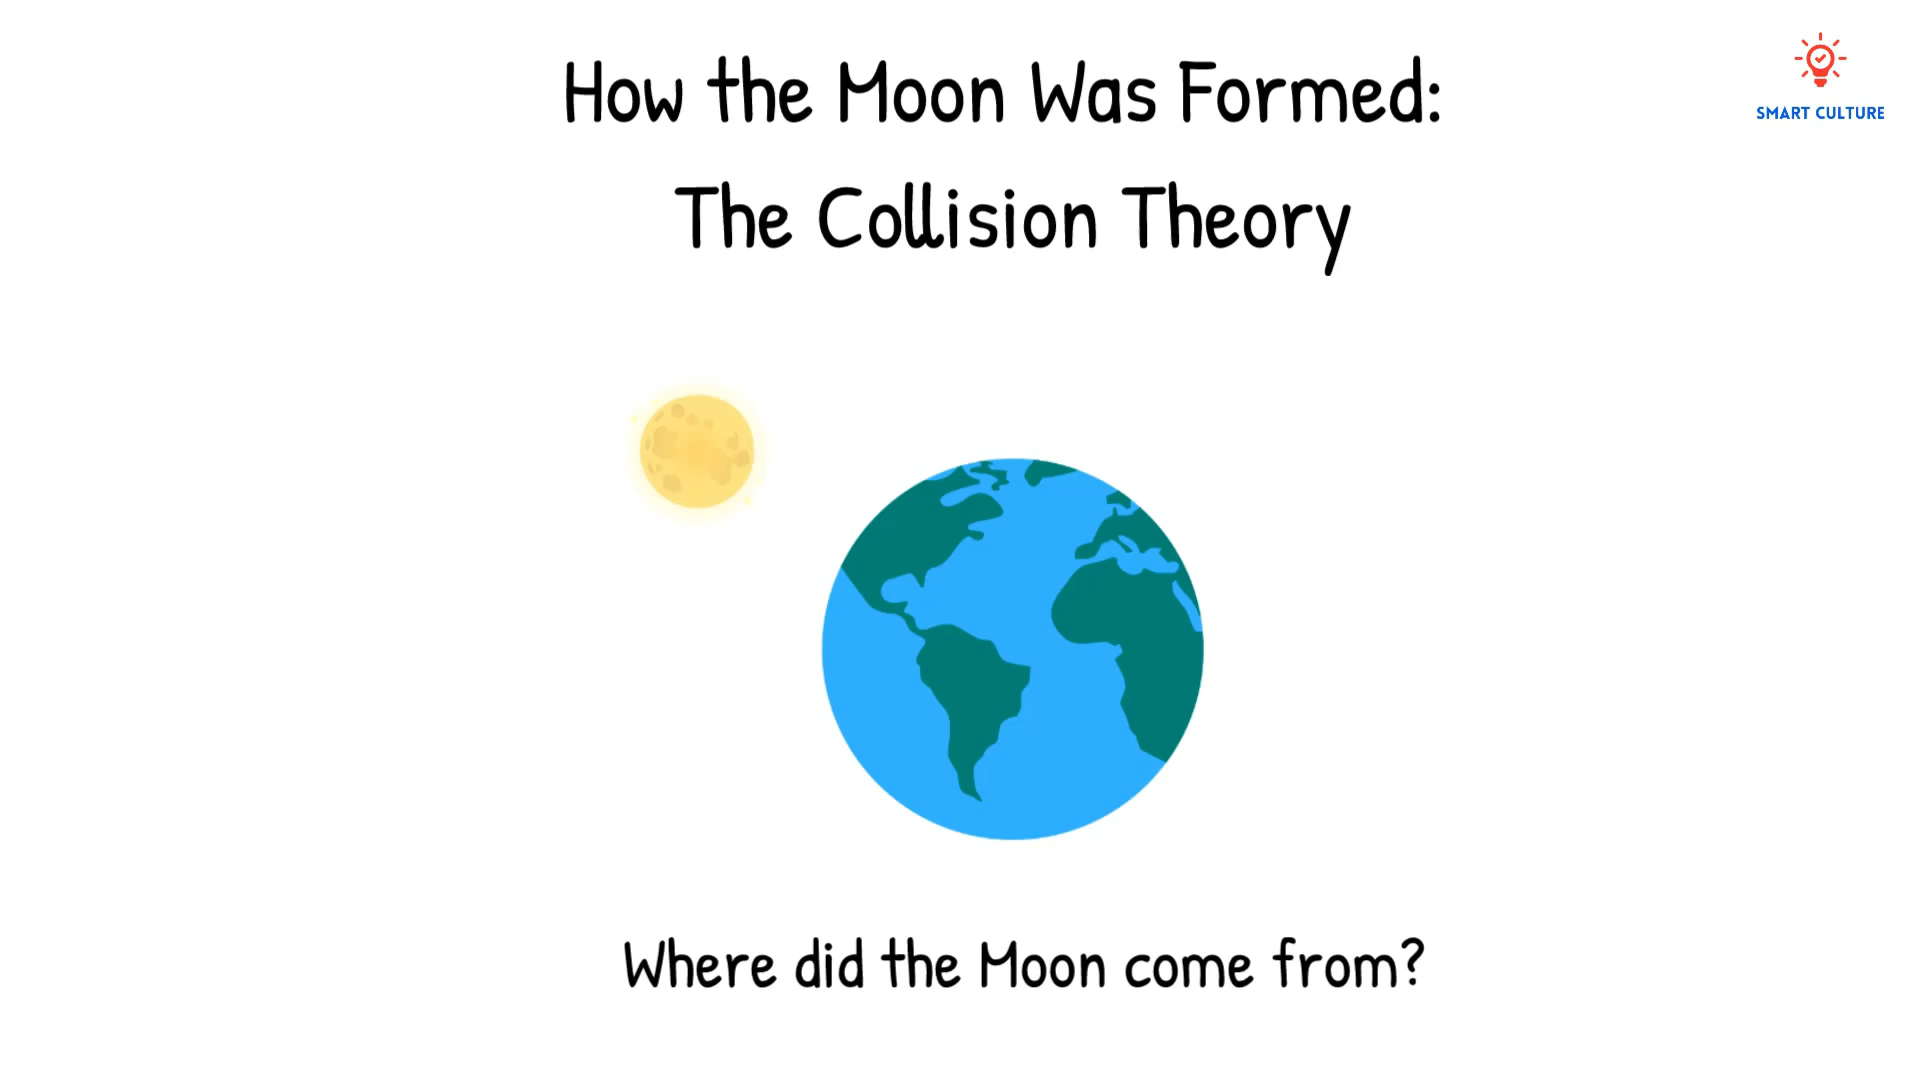 How the Moon Was Formed:
The Collision Theory
SMART CULTURE
Where did the Moon come from?